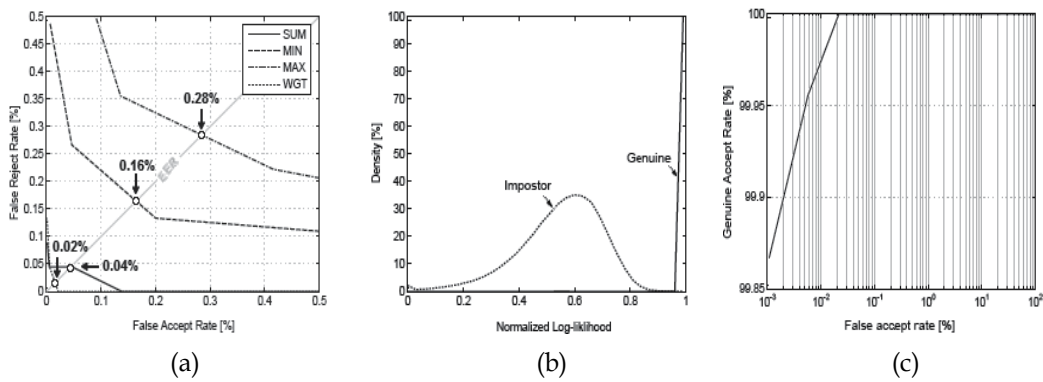 0.5
0.45
0.4
0.35
0.3
0.25
0.2
0.15
0.1
0.05
0
0 0.1 0.2 0.3 0.4 0.5
False Reject Rate [%]
False Accept Rate [%]
SUM
MIN
MAX
WGT
0.28%
0.16%
EER
0.02%
0.04%
(a)
100
90
80
70
60
50
40
30
20
10
0
0 0.2 0.4 0.6 0.8 1
Density [%]
Normalized Log-liklihood
Genuine
Impostor
(b)
100
99.95
99.9
99.85
10-3 10-2 10-1 100 101 102
Genuine Accept Rate [%]
False accept rate [%]
(c)